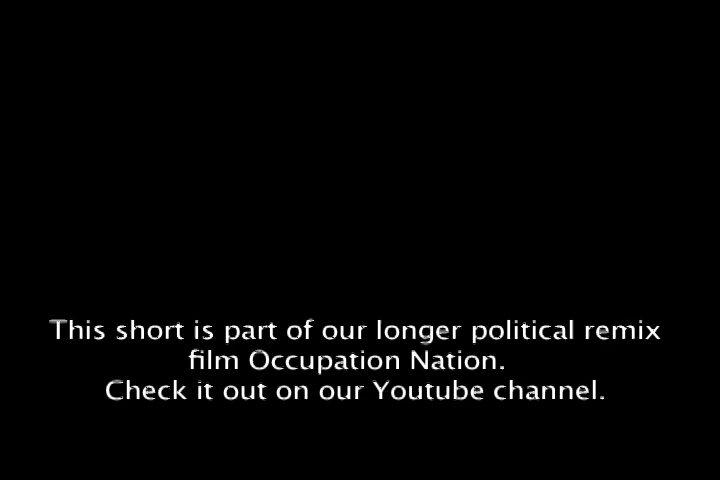 This short is part of our longer political remix
film Occupation Nation.
Check it out on our Youtube channel.